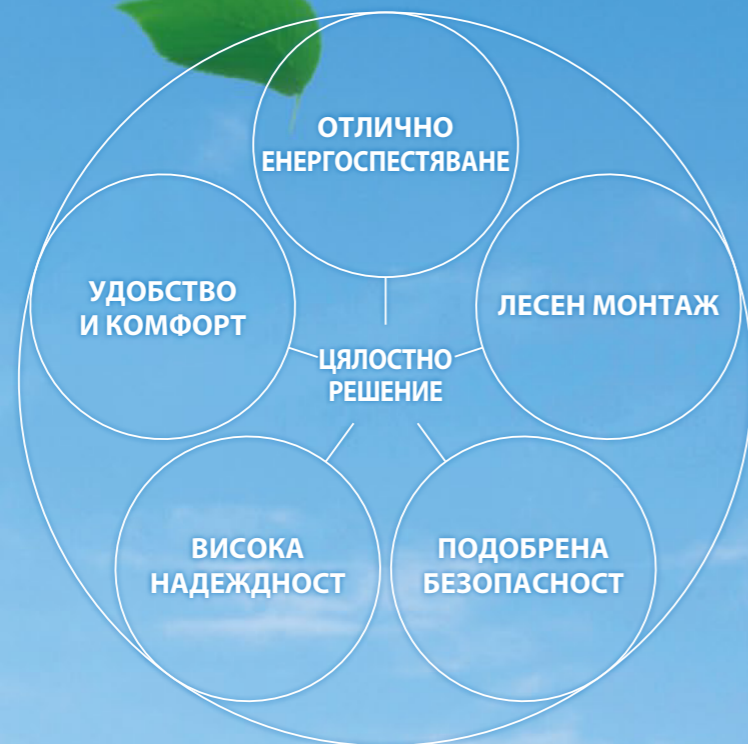 ОТЛИЧНО
ЕНЕРГОСПЕСТЯВАНЕ
УДОБСТВО
И КОМФОРТ
ЛЕСЕН МОНТАЖ
ЦЯЛОСТНО
РЕШЕНИЕ
ВИСОКА
НАДЕЖДНОСТ
ПОДОБРЕНА
БЕЗОПАСНОСТ